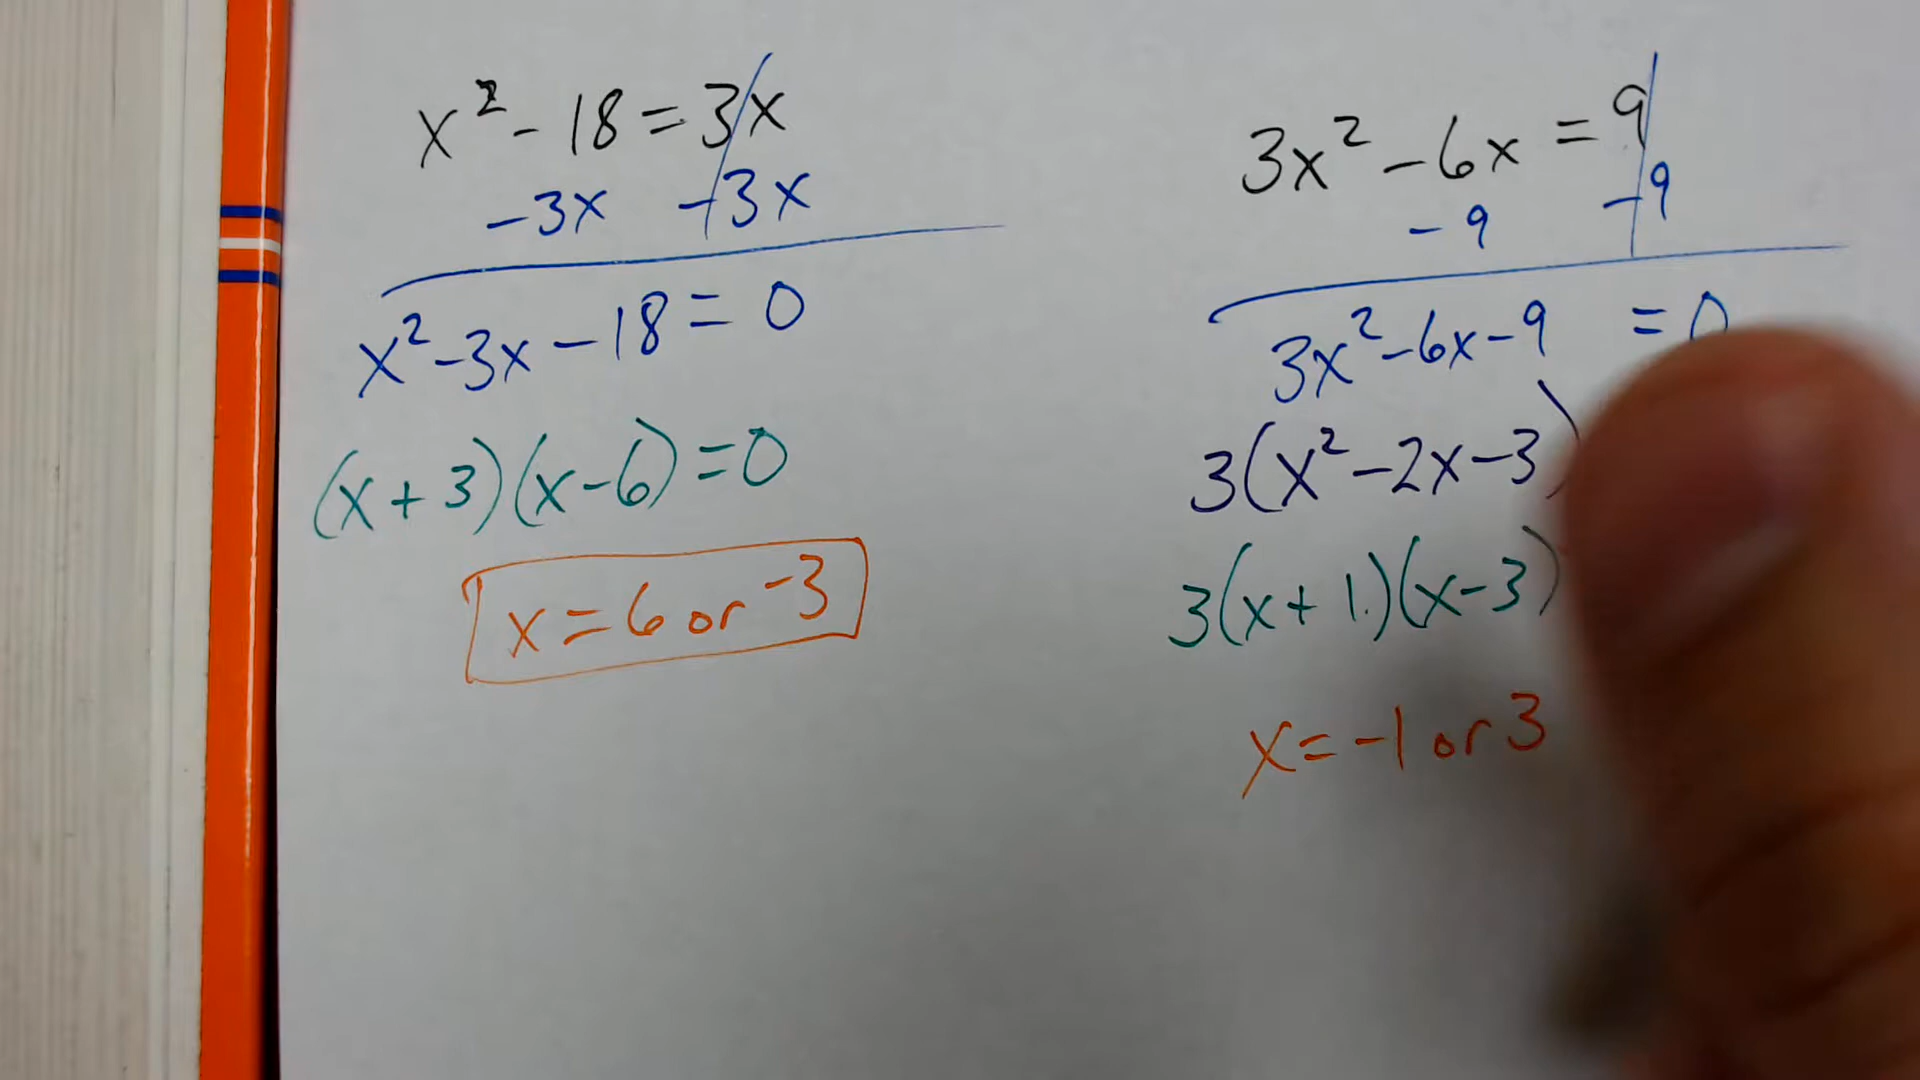 x² - 18 = 3x
-3x -3x
x² - 3x - 18 = 0
(x + 3)(x - 6) = 0
x = 6 or -3
3x² - 6x = 9
-9 -9
3x² - 6x - 9 = 0
3(x² - 2x - 3)
3(x + 1)(x - 3)
x = -1 or 3